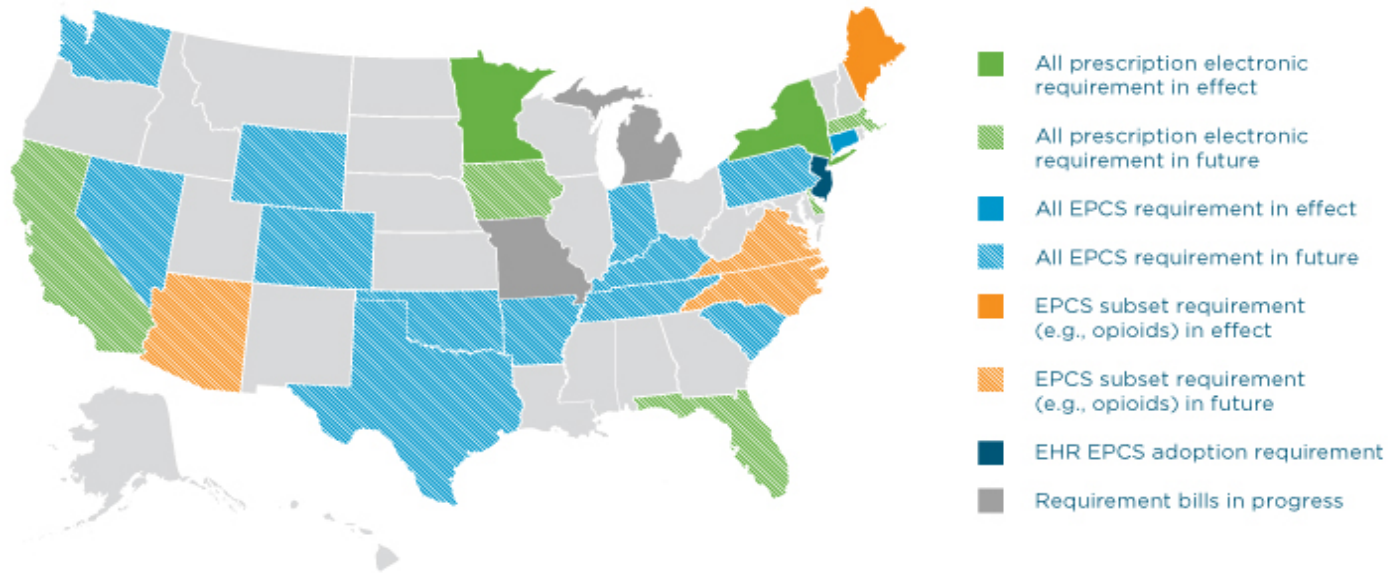 All prescription electronic
requirement in effect
All prescription electronic
requirement in future
All EPCS requirement in effect
All EPCS requirement in future
EPCS subset requirement
(e.g., opioids) in effect
EPCS subset requirement
(e.g., opioids) in future
EHR EPCS adoption requirement
Requirement bills in progress